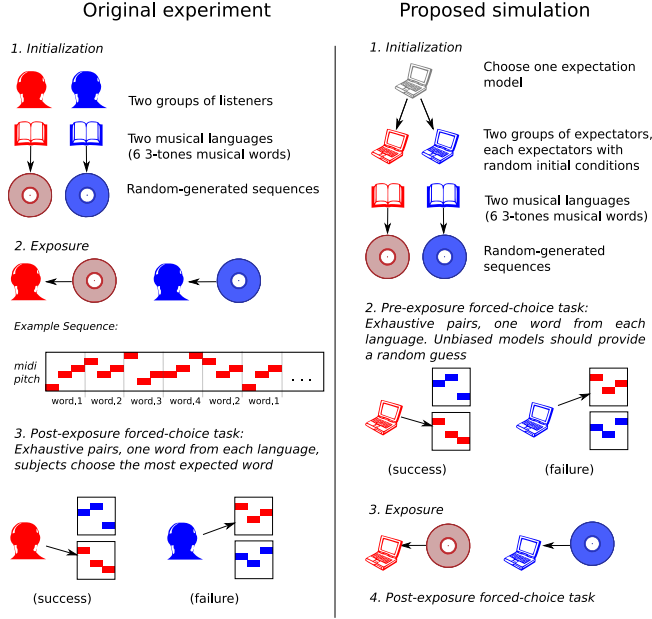 Original experiment
1. Initialization
Two groups of listeners
Two musical languages
(6 3-tones musical words)
Random-generated sequences
2. Exposure
Example Sequence:
midi
pitch
word,1 word,2 word,3 word,4 word,2 word,1
. . .
3. Post-exposure forced-choice task:
Exhaustive pairs, one word from each language,
subjects choose the most expected word
(success) (failure)
Proposed simulation
1. Initialization
Choose one expectation
model
Two groups of expectators,
each expectators with
random initial conditions
Two musical languages
(6 3-tones musical words)
Random-generated
sequences
2. Pre-exposure forced-choice task:
Exhaustive pairs, one word from each
language. Unbiased models should provide
a random guess
(success) (failure)
3. Exposure
4. Post-exposure forced-choice task